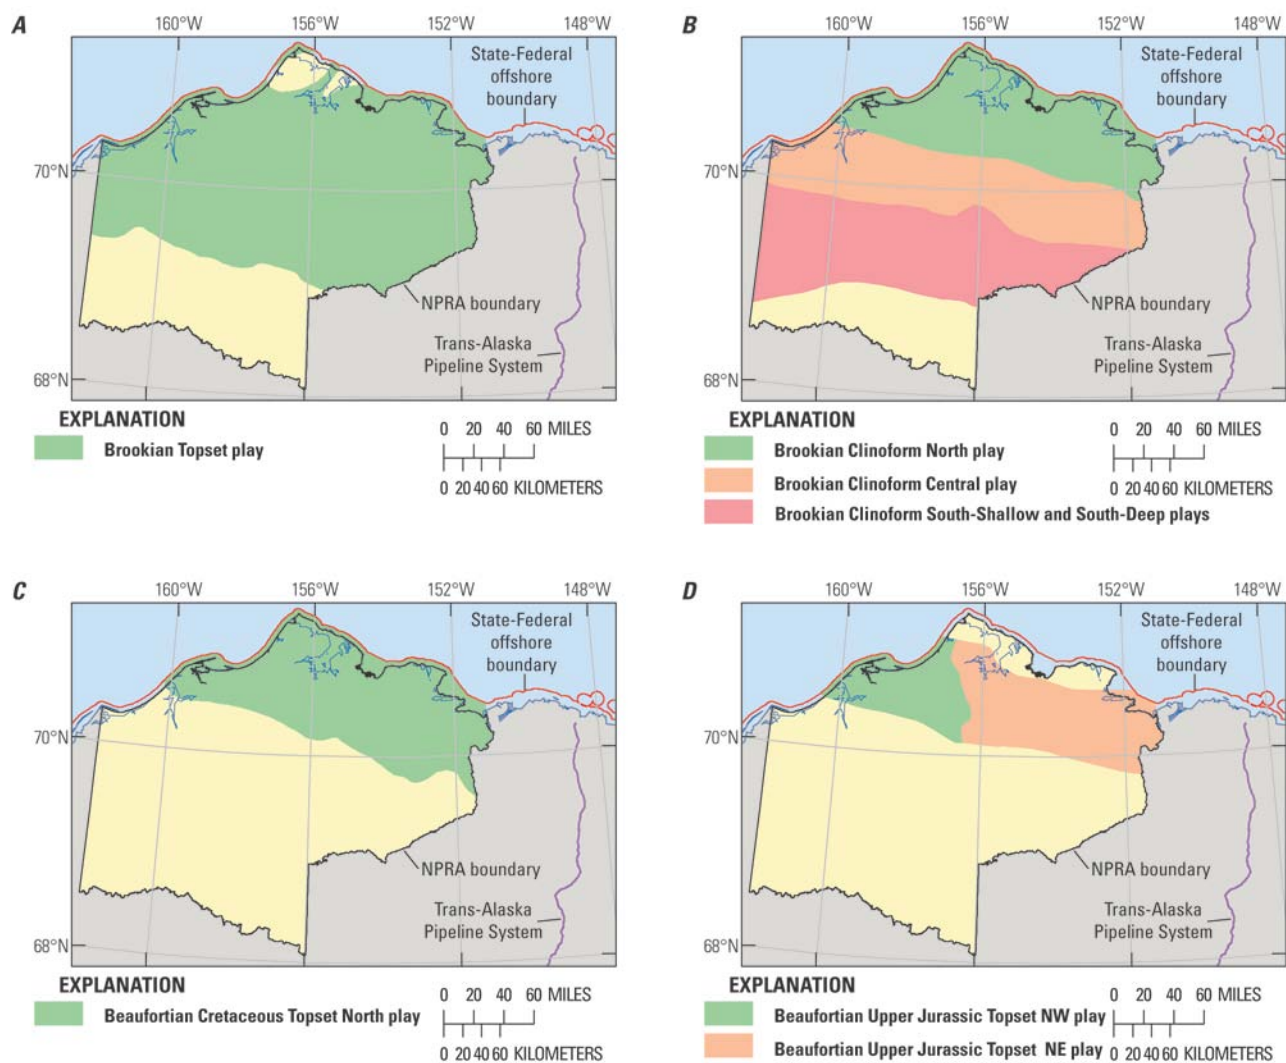 A
160°W 156°W 152°W 148°W
State-Federal
offshore
boundary
70°N
NPRA boundary
Trans-Alaska
Pipeline System
68°N
EXPLANATION
Brookian Topset play
0 20 40 60 MILES
0 20 40 60 KILOMETERS
B
160°W 156°W 152°W 148°W
State-Federal
offshore
boundary
70°N
NPRA boundary
Trans-Alaska
Pipeline System
68°N
EXPLANATION
Brookian Clinoform North play
Brookian Clinoform Central play
Brookian Clinoform South-Shallow and South-Deep plays
0 20 40 60 MILES
0 20 40 60 KILOMETERS
C
160°W 156°W 152°W 148°W
State-Federal
offshore
boundary
70°N
NPRA boundary
Trans-Alaska
Pipeline System
68°N
EXPLANATION
Beaufortian Cretaceous Topset North play
0 20 40 60 MILES
0 20 40 60 KILOMETERS
D
160°W 156°W 152°W 148°W
State-Federal
offshore
boundary
70°N
NPRA boundary
Trans-Alaska
Pipeline System
68°N
EXPLANATION
Beaufortian Upper Jurassic Topset NW play
Beaufortian Upper Jurassic Topset NE play
0 20 40 60 MILES
0 20 40 60 KILOMETERS